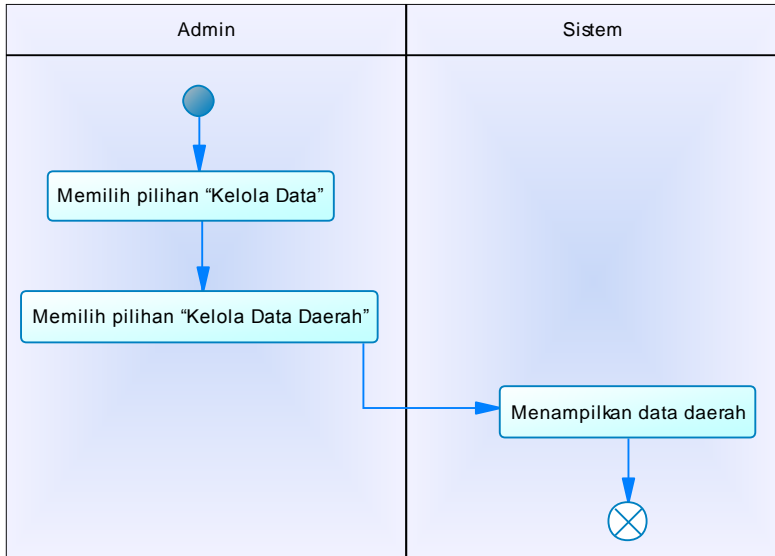 Admin
Sistem
Memilih pilihan “Kelola Data”
Memilih pilihan “Kelola Data Daerah”
Menampilkan data daerah